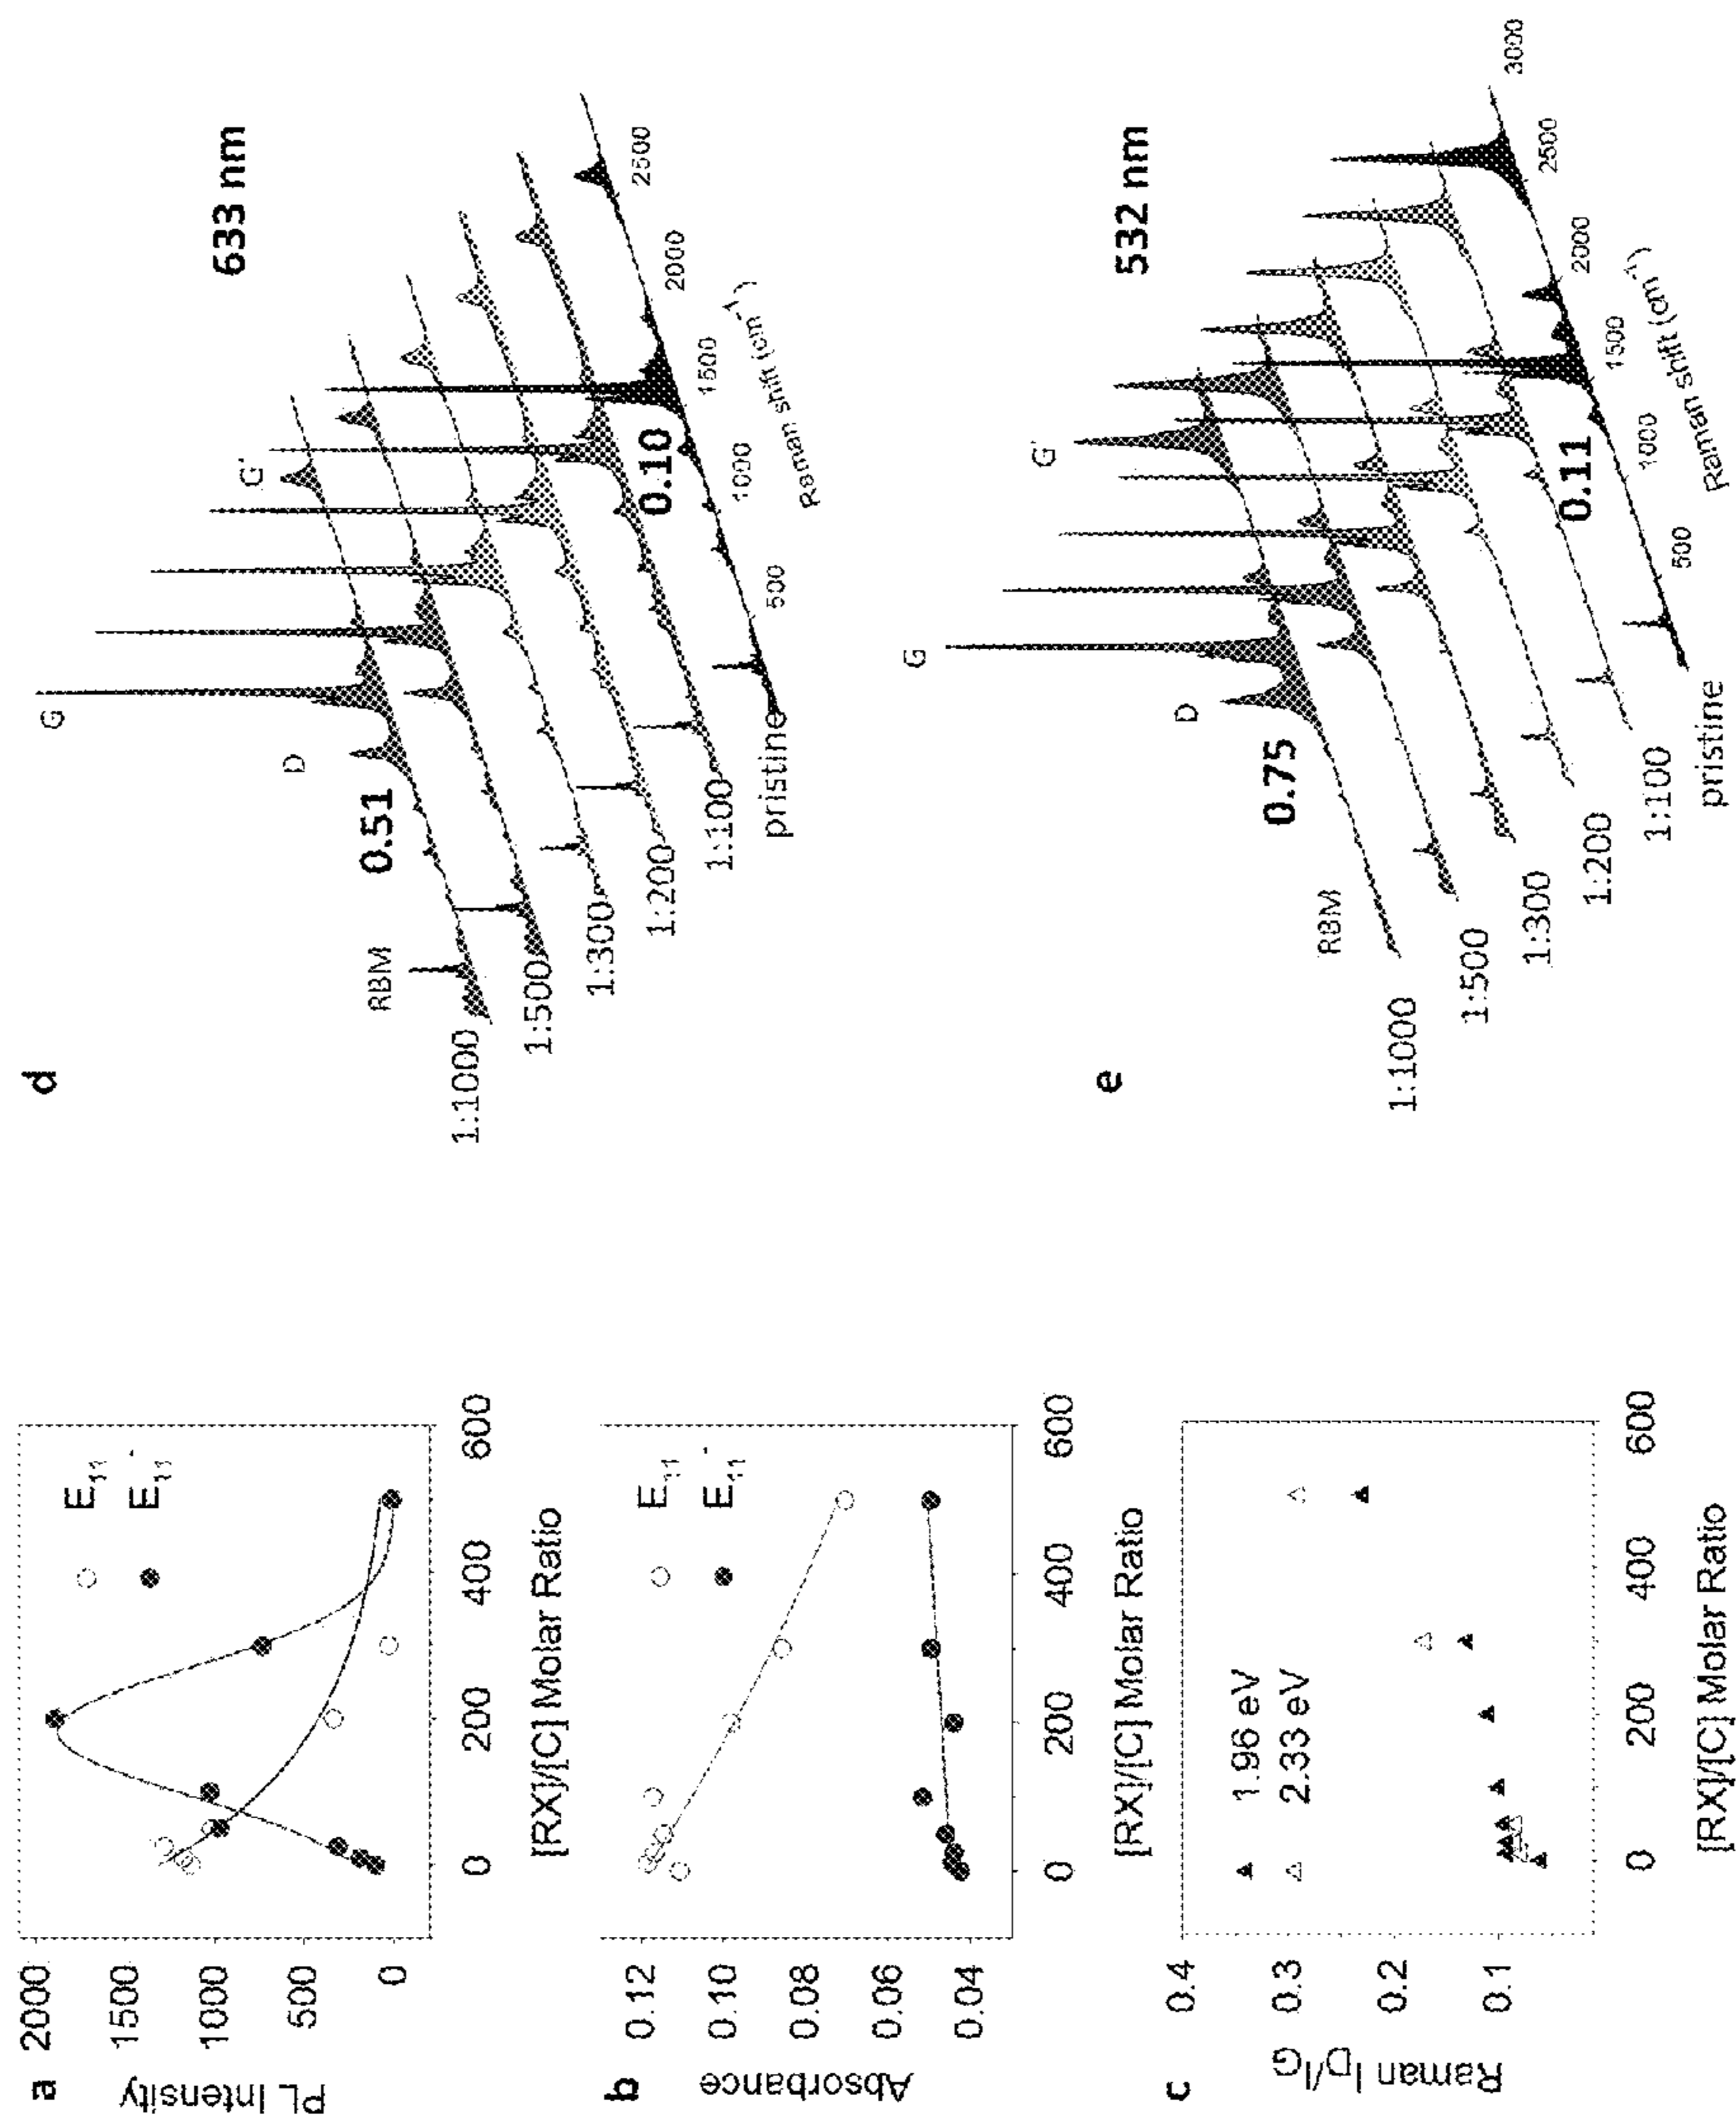 a
PL Intensity
2000
1500
1000
500
0
E11
E11-
0
200
400
600
[RX]/[C] Molar Ratio
b
Absorbance
0.12
0.10
0.08
0.06
0.04
E11
E11-
0
200
400
600
[RX]/[C] Molar Ratio
c
Raman ID/IG
0.4
0.3
0.2
0.1
1.96 eV
2.33 eV
0
200
400
600
[RX]/[C] Molar Ratio
d
633 nm
G
D
G'
RBM
0.51
0.10
1:1000
1:500
1:300
1:200
1:100
pristine
500
1000
1500
2000
2500
Raman shift (cm-1)
e
532 nm
G
D
G'
RBM
0.75
0.11
1:1000
1:500
1:300
1:200
1:100
pristine
500
1000
1500
2000
2500
3000
Raman shift (cm-1)